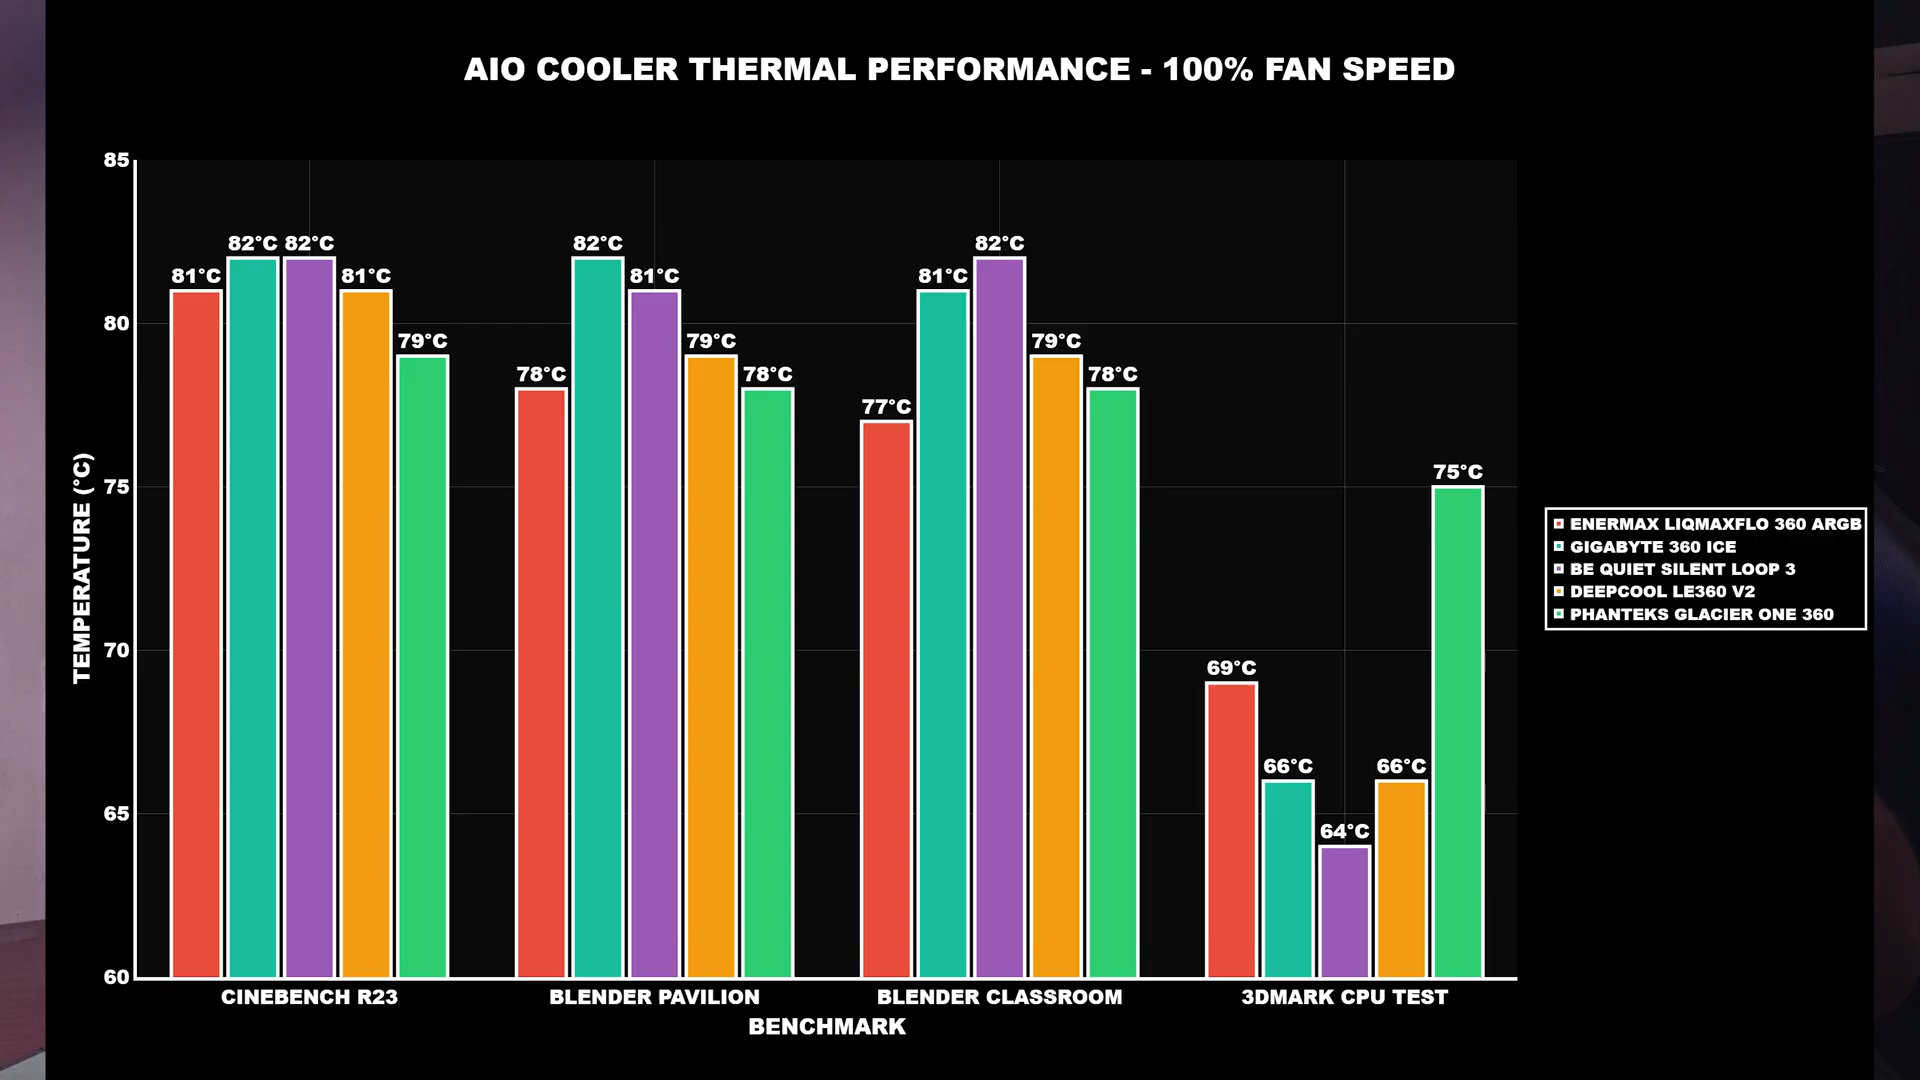 AIO COOLER THERMAL PERFORMANCE - 100% FAN SPEED
TEMPERATURE (°C)
85
80
75
70
65
60
81°C
82°C
82°C
81°C
79°C
78°C
82°C
81°C
79°C
78°C
77°C
81°C
82°C
79°C
78°C
69°C
66°C
64°C
66°C
75°C
CINEBENCH R23
BLENDER PAVILION
BLENDER CLASSROOM
3DMARK CPU TEST
BENCHMARK
ENERMAX LIQMAXFLO 360 ARGB
GIGABYTE 360 ICE
BE QUIET SILENT LOOP 3
DEEPCOOL LE360 V2
PHANTEKS GLACIER ONE 360